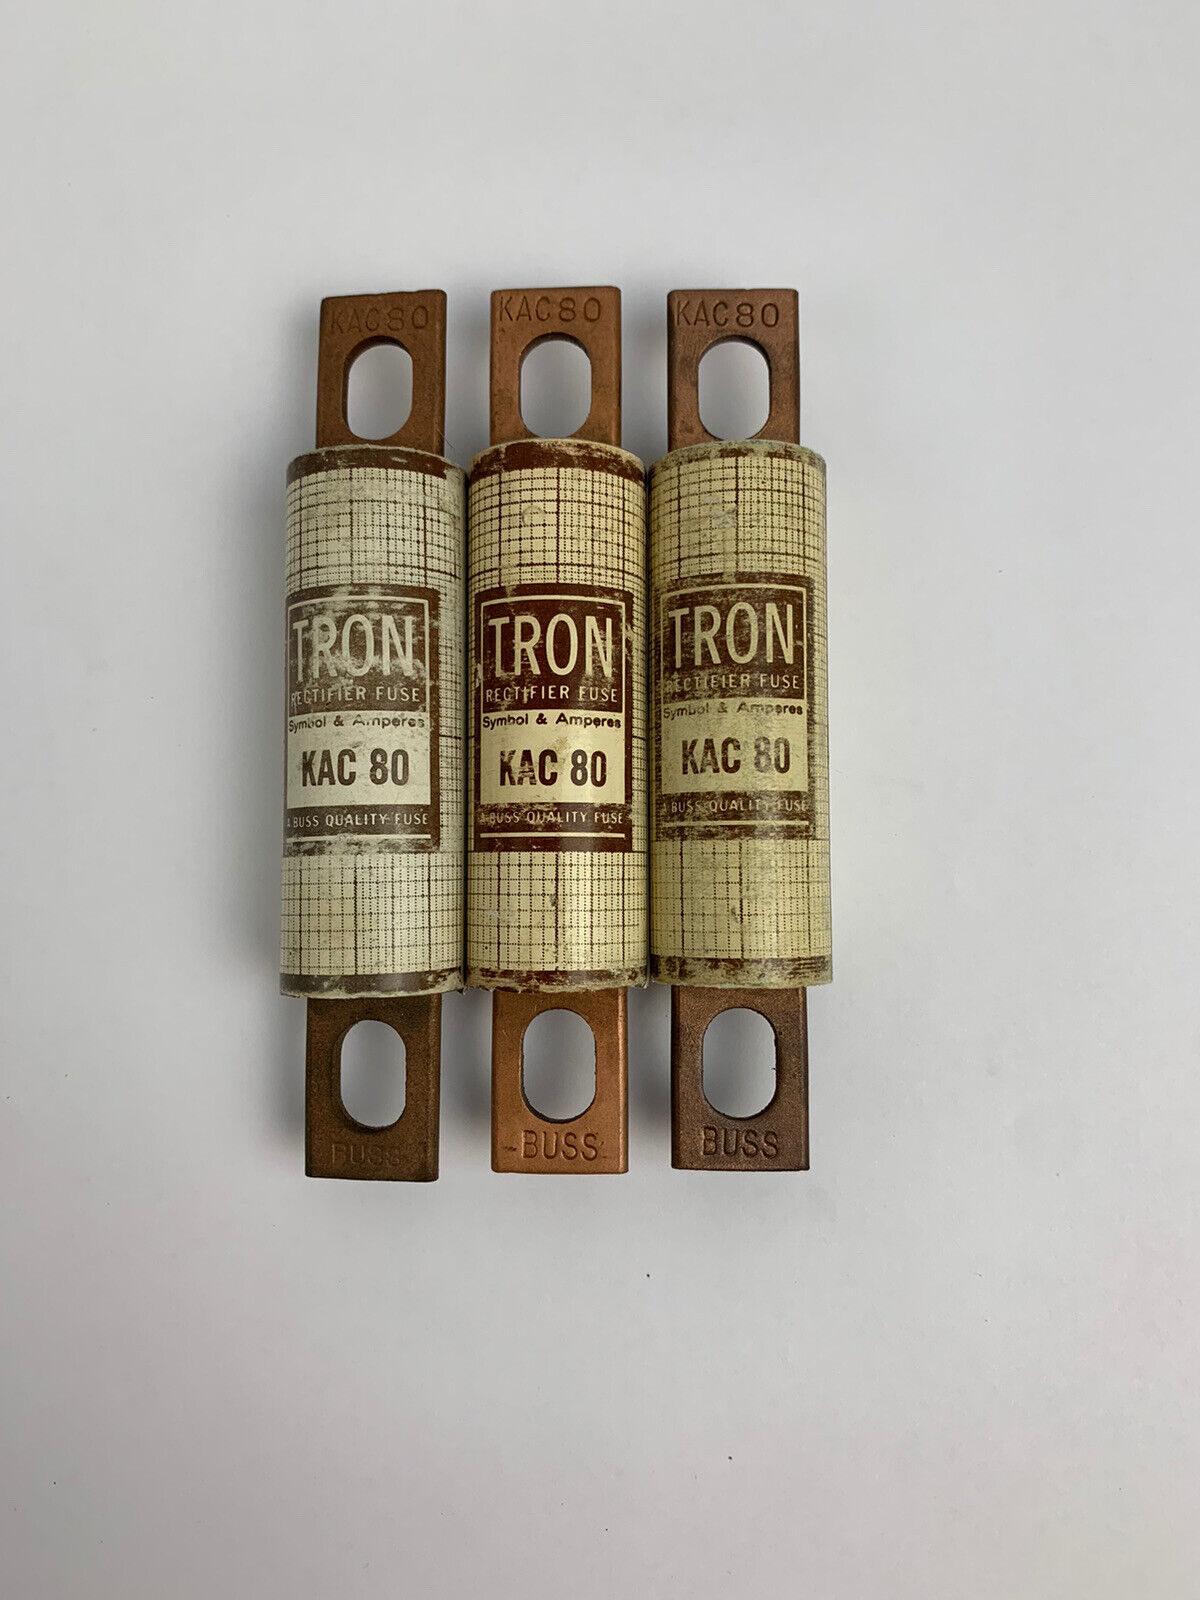 KAC80
TRON
RECTIFIER FUSE
Symbol & Amperes
KAC 80
A BUSS QUALITY FUSE
BUSS
KAC80
TRON
RECTIFIER FUSE
Symbol & Amperes
KAC 80
A BUSS QUALITY FUSE
BUSS
KAC80
TRON
RECTIFIER FUSE
Symbol & Amperes
KAC 80
A BUSS QUALITY FUSE
BUSS